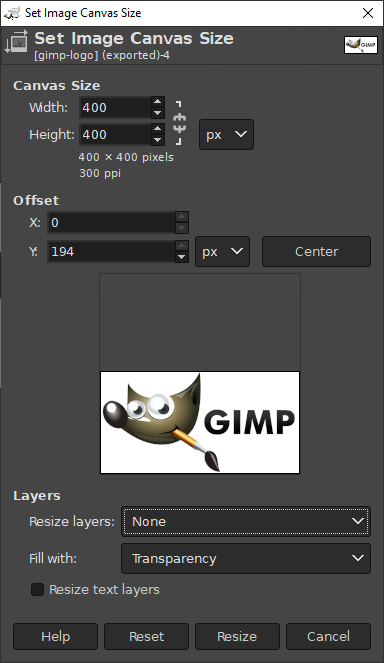 Set Image Canvas Size
Set Image Canvas Size
[gimp-logo] (exported)-4
GIMP
Canvas Size
Width: 400
Height: 400 px
400 × 400 pixels
300 ppi
Offset
X: 0
Y: 194 px Center
GIMP
Layers
Resize layers: None
Fill with: Transparency
Resize text layers
Help Reset Resize Cancel